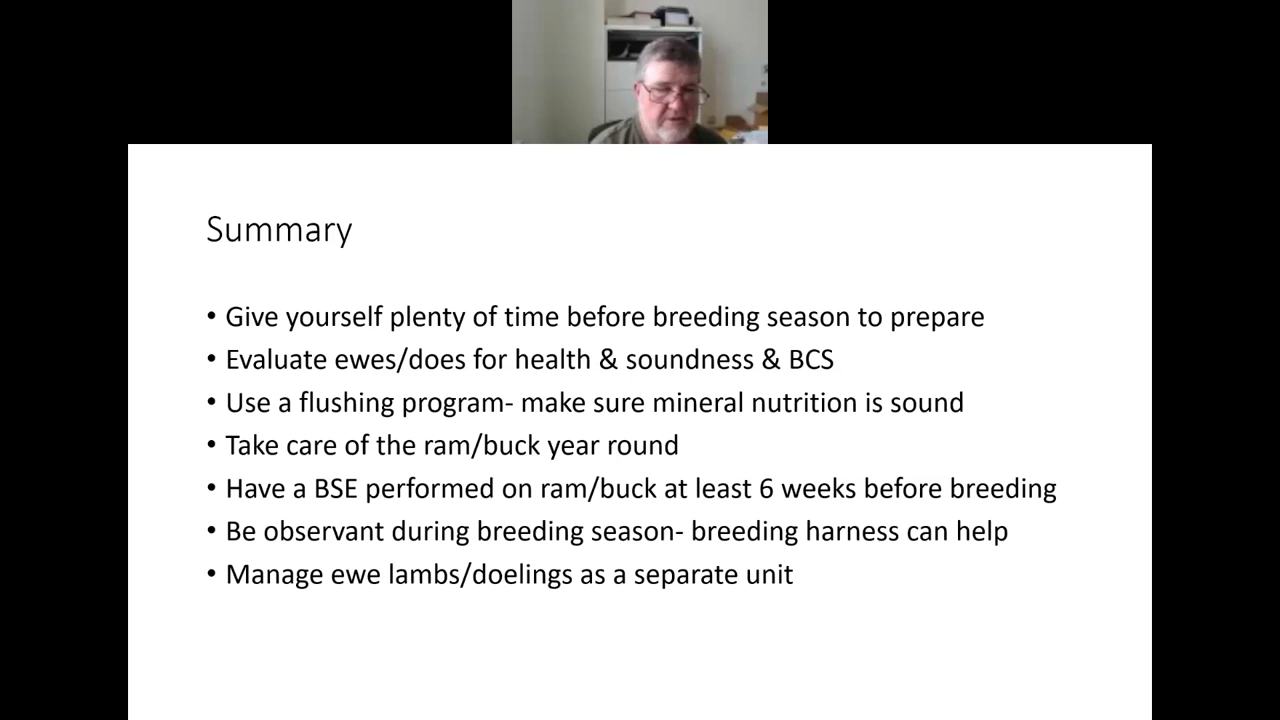 Summary
• Give yourself plenty of time before breeding season to prepare
• Evaluate ewes/does for health & soundness & BCS
• Use a flushing program- make sure mineral nutrition is sound
• Take care of the ram/buck year round
• Have a BSE performed on ram/buck at least 6 weeks before breeding
• Be observant during breeding season- breeding harness can help
• Manage ewe lambs/doelings as a separate unit